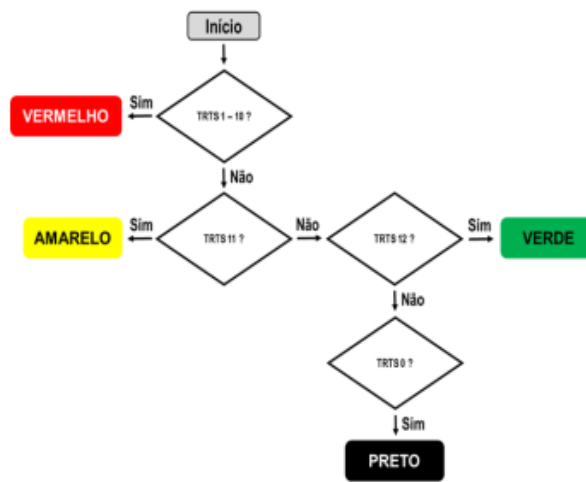 Início
TRTS 1 – 10 ?
Sim
VERMELHO
Não
TRTS 11 ?
Sim
AMARELO
Não
TRTS 12 ?
Sim
VERDE
Não
TRTS 0 ?
Sim
PRETO